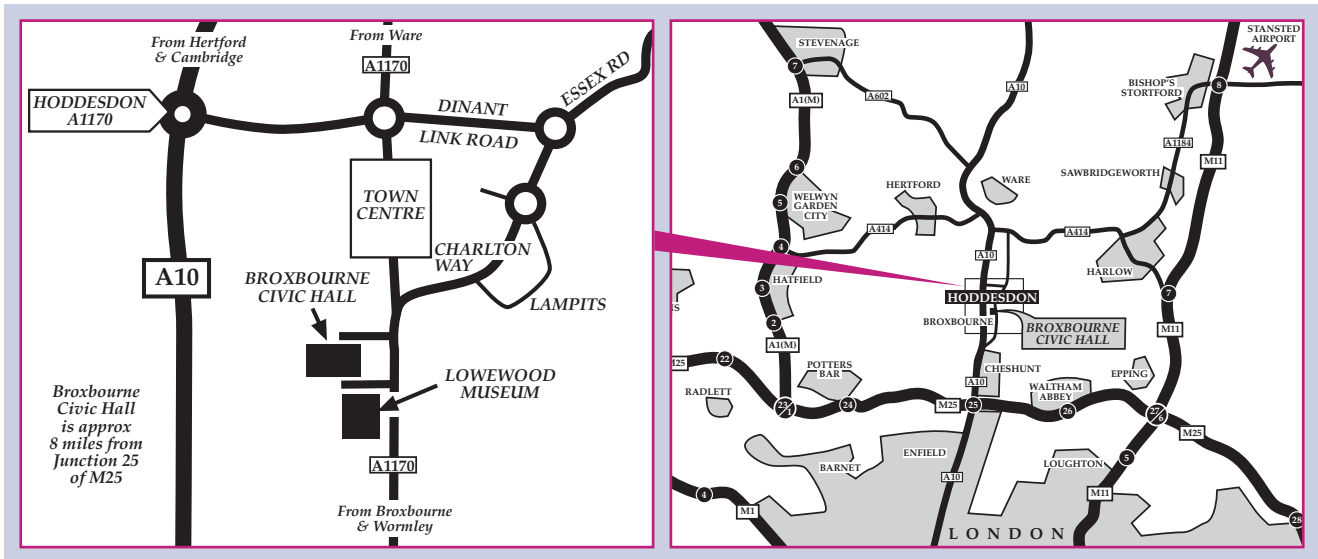 From Hertford
& Cambridge
From Ware
A1170
HODDESDON
A1170
DINANT
LINK ROAD
ESSEX RD
TOWN
CENTRE
CHARLTON
WAY
LAMPITS
A10
BROXBOURNE
CIVIC HALL
LOWEWOOD
MUSEUM
Broxbourne
Civic Hall
is approx
8 miles from
Junction 25
of M25
A1170
From Broxbourne
& Wormley
STANSTED
AIRPORT
STEVENAGE
7
A1(M)
A602
A10
BISHOP'S
STORTFORD
8
A1184
M11
6
SAWBRIDGEWORTH
HERTFORD
WARE
5
WELWYN
GARDEN
CITY
A414
A414
4
A10
HARLOW
HATFIELD
3
7
HODDESDON
NS
2
BROXBOURNE
BROXBOURNE
CIVIC HALL
M11
A1(M)
M25
22
POTTERS
BAR
CHESHUNT
EPPING
RADLETT
A10
WALTHAM
ABBEY
23/1
24
M25
25
26
27/6
M25
ENFIELD
BARNET
LOUGHTON
5
A10
4
M11
M1
28
LONDON